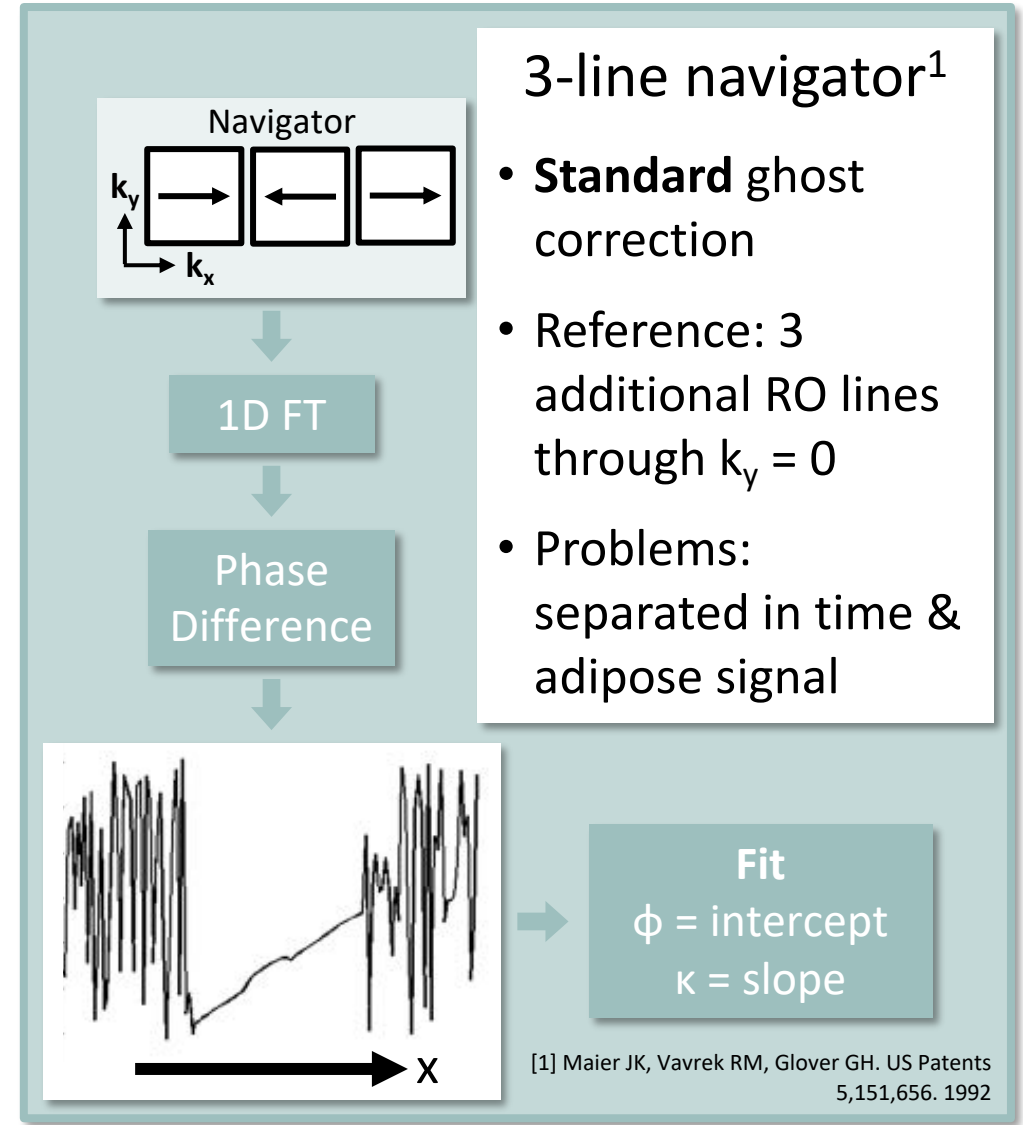 3-line navigator¹
• Standard ghost
correction
• Reference: 3
additional RO lines
through kᵧ = 0
• Problems:
separated in time &
adipose signal
Navigator
kᵧ
kₓ
1D FT
Phase
Difference
x
Fit
ϕ = intercept
κ = slope
[1] Maier JK, Vavrek RM, Glover GH. US Patents
5,151,656. 1992